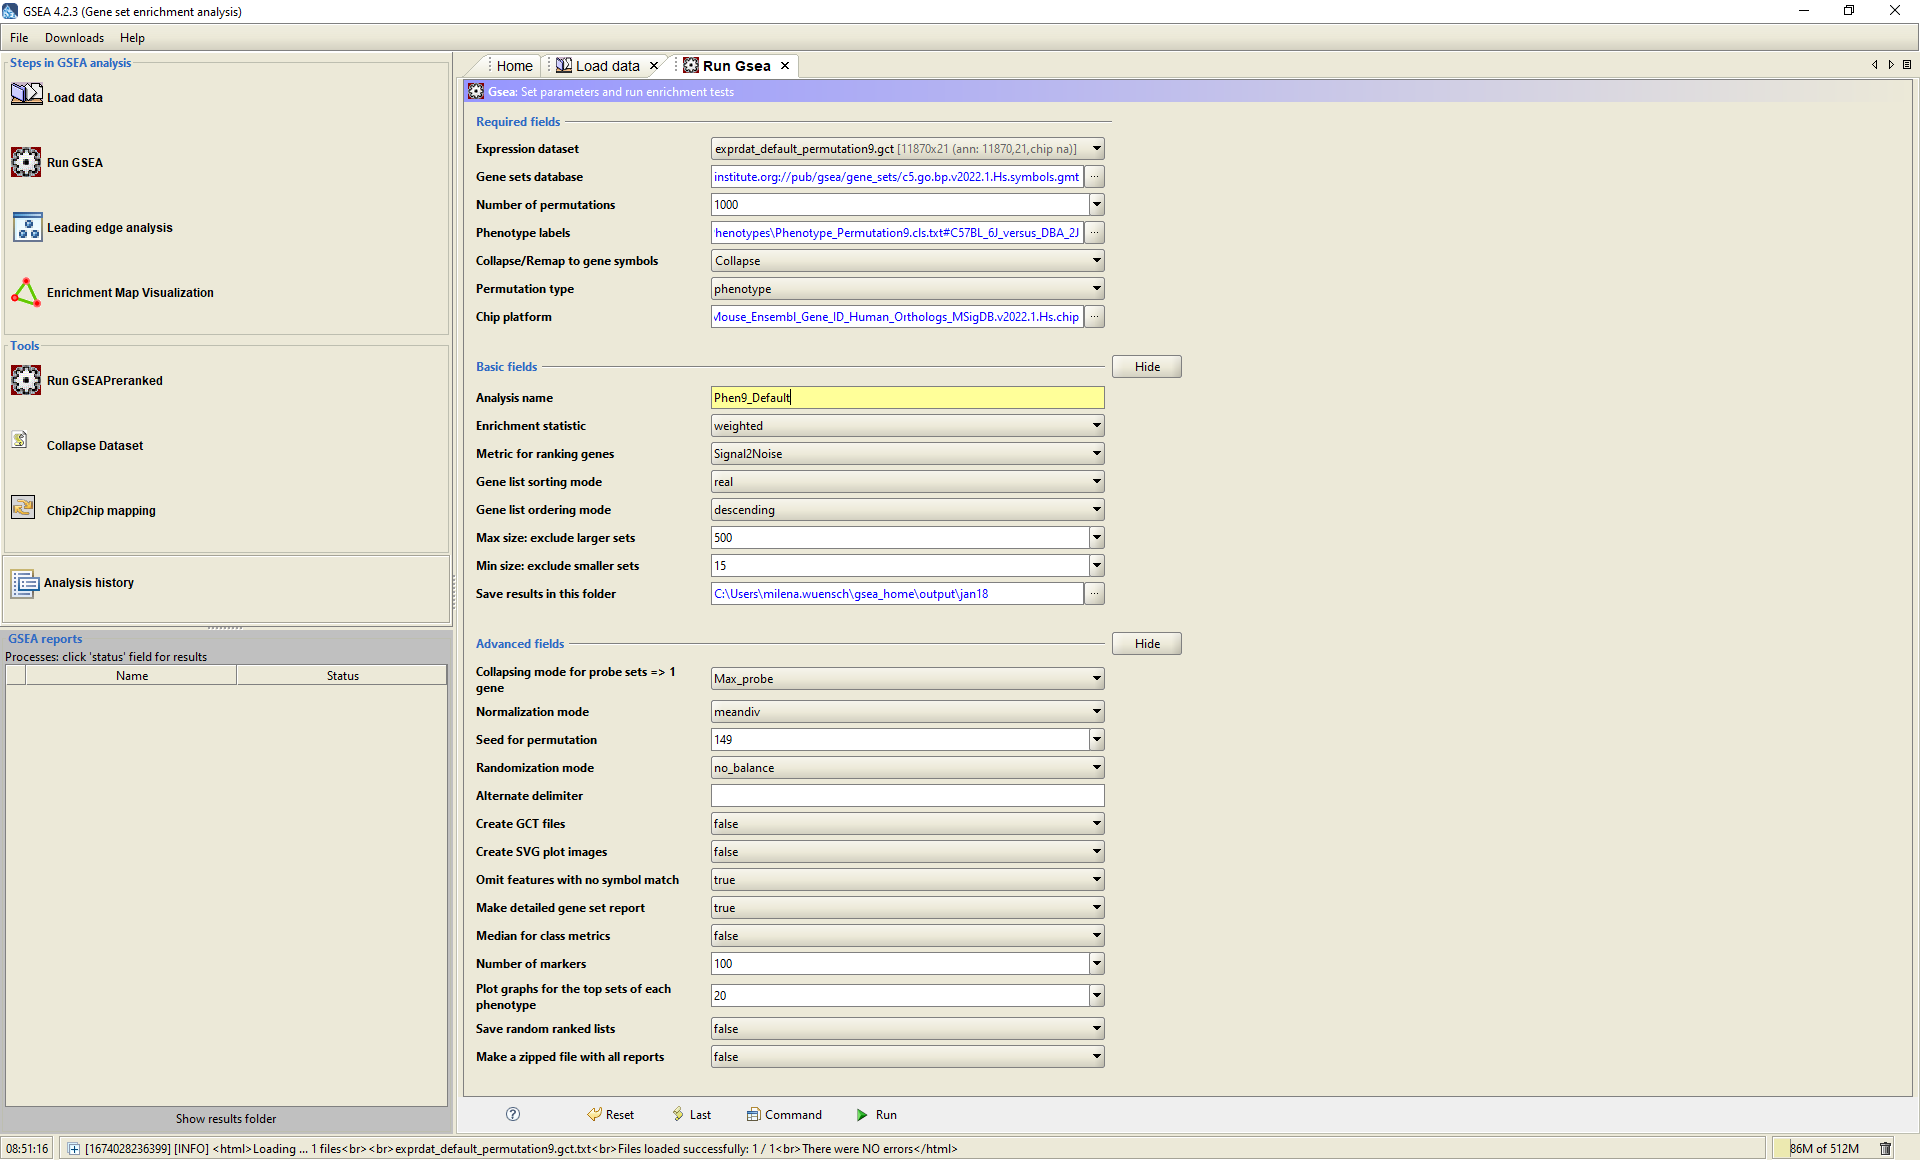 GSEA 4.2.3 (Gene set enrichment analysis)
File Downloads Help
Steps in GSEA analysis
Load data
Run GSEA
Leading edge analysis
Enrichment Map Visualization
Tools
Run GSEAPreranked
Collapse Dataset
Chip2Chip mapping
Analysis history
GSEA reports
Processes: click 'status' field for results
Name Status
Show results folder
Home Load data Run Gsea
Gsea: Set parameters and run enrichment tests
Required fields
Expression dataset exprdat_default_permutation9.gct [11870x21 (ann: 11870,21,chip na)]
Gene sets database institute.org://pub/gsea/gene_sets/c5.go.bp.v2022.1.Hs.symbols.gmt ...
Number of permutations 1000
Phenotype labels henotypes\Phenotype_Permutation9.cls.txt#C57BL_6J_versus_DBA_2J ...
Collapse/Remap to gene symbols Collapse
Permutation type phenotype
Chip platform Mouse_Ensembl_Gene_ID_Human_Orthologs_MSigDB.v2022.1.Hs.chip ...
Basic fields Hide
Analysis name Phen9_Default
Enrichment statistic weighted
Metric for ranking genes Signal2Noise
Gene list sorting mode real
Gene list ordering mode descending
Max size: exclude larger sets 500
Min size: exclude smaller sets 15
Save results in this folder C:\Users\milena.wuensch\gsea_home\output\jan18 ...
Advanced fields Hide
Collapsing mode for probe sets => 1
gene Max_probe
Normalization mode meandiv
Seed for permutation 149
Randomization mode no_balance
Alternate delimiter
Create GCT files false
Create SVG plot images false
Omit features with no symbol match true
Make detailed gene set report true
Median for class metrics false
Number of markers 100
Plot graphs for the top sets of each
phenotype 20
Save random ranked lists false
Make a zipped file with all reports false
? Reset Last Command Run
08:51:16 [1674028236399] [INFO] <html>Loading ... 1 files<br><br>exprdat_default_permutation9.gct.txt<br>Files loaded successfully: 1 / 1<br>There were NO errors</html> 86M of 512M